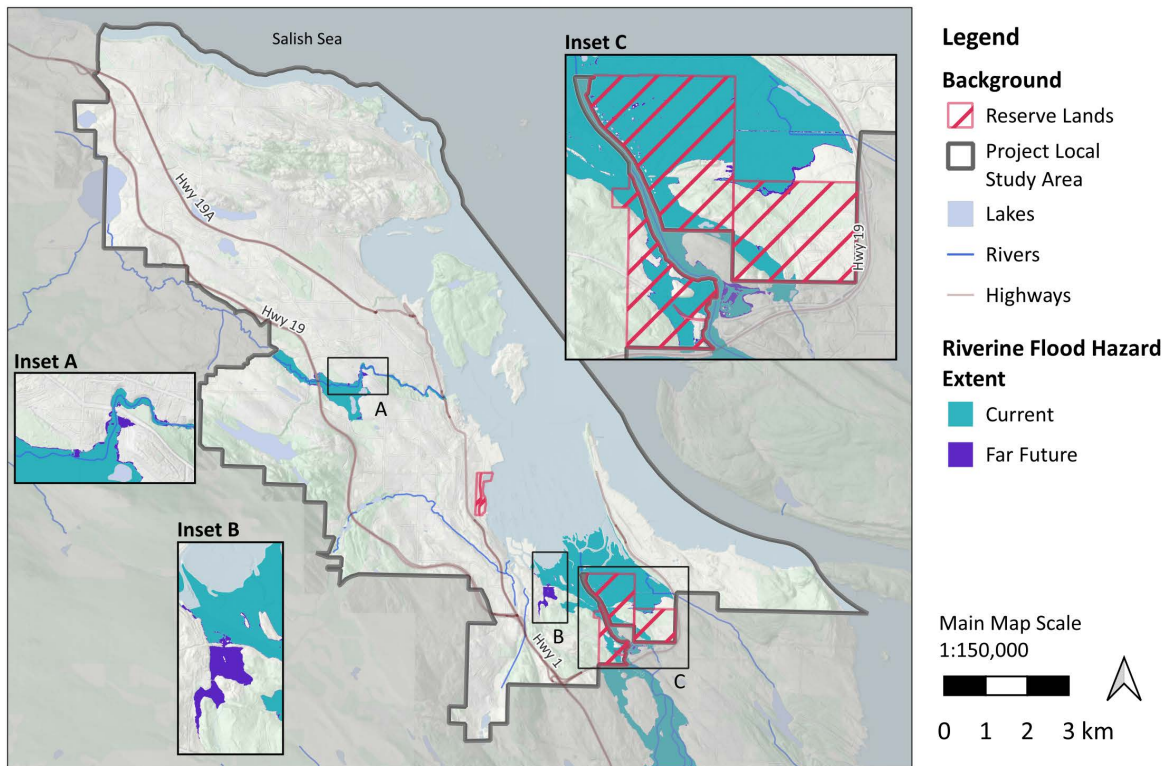 Salish Sea
Inset C
Hwy 19A
Hwy 19
Hwy 19
Inset A
A
Inset B
B
C
Hwy 1
Legend
Background
Reserve Lands
Project Local
Study Area
Lakes
Rivers
Highways
Riverine Flood Hazard
Extent
Current
Far Future
Main Map Scale
1:150,000
0 1 2 3 km